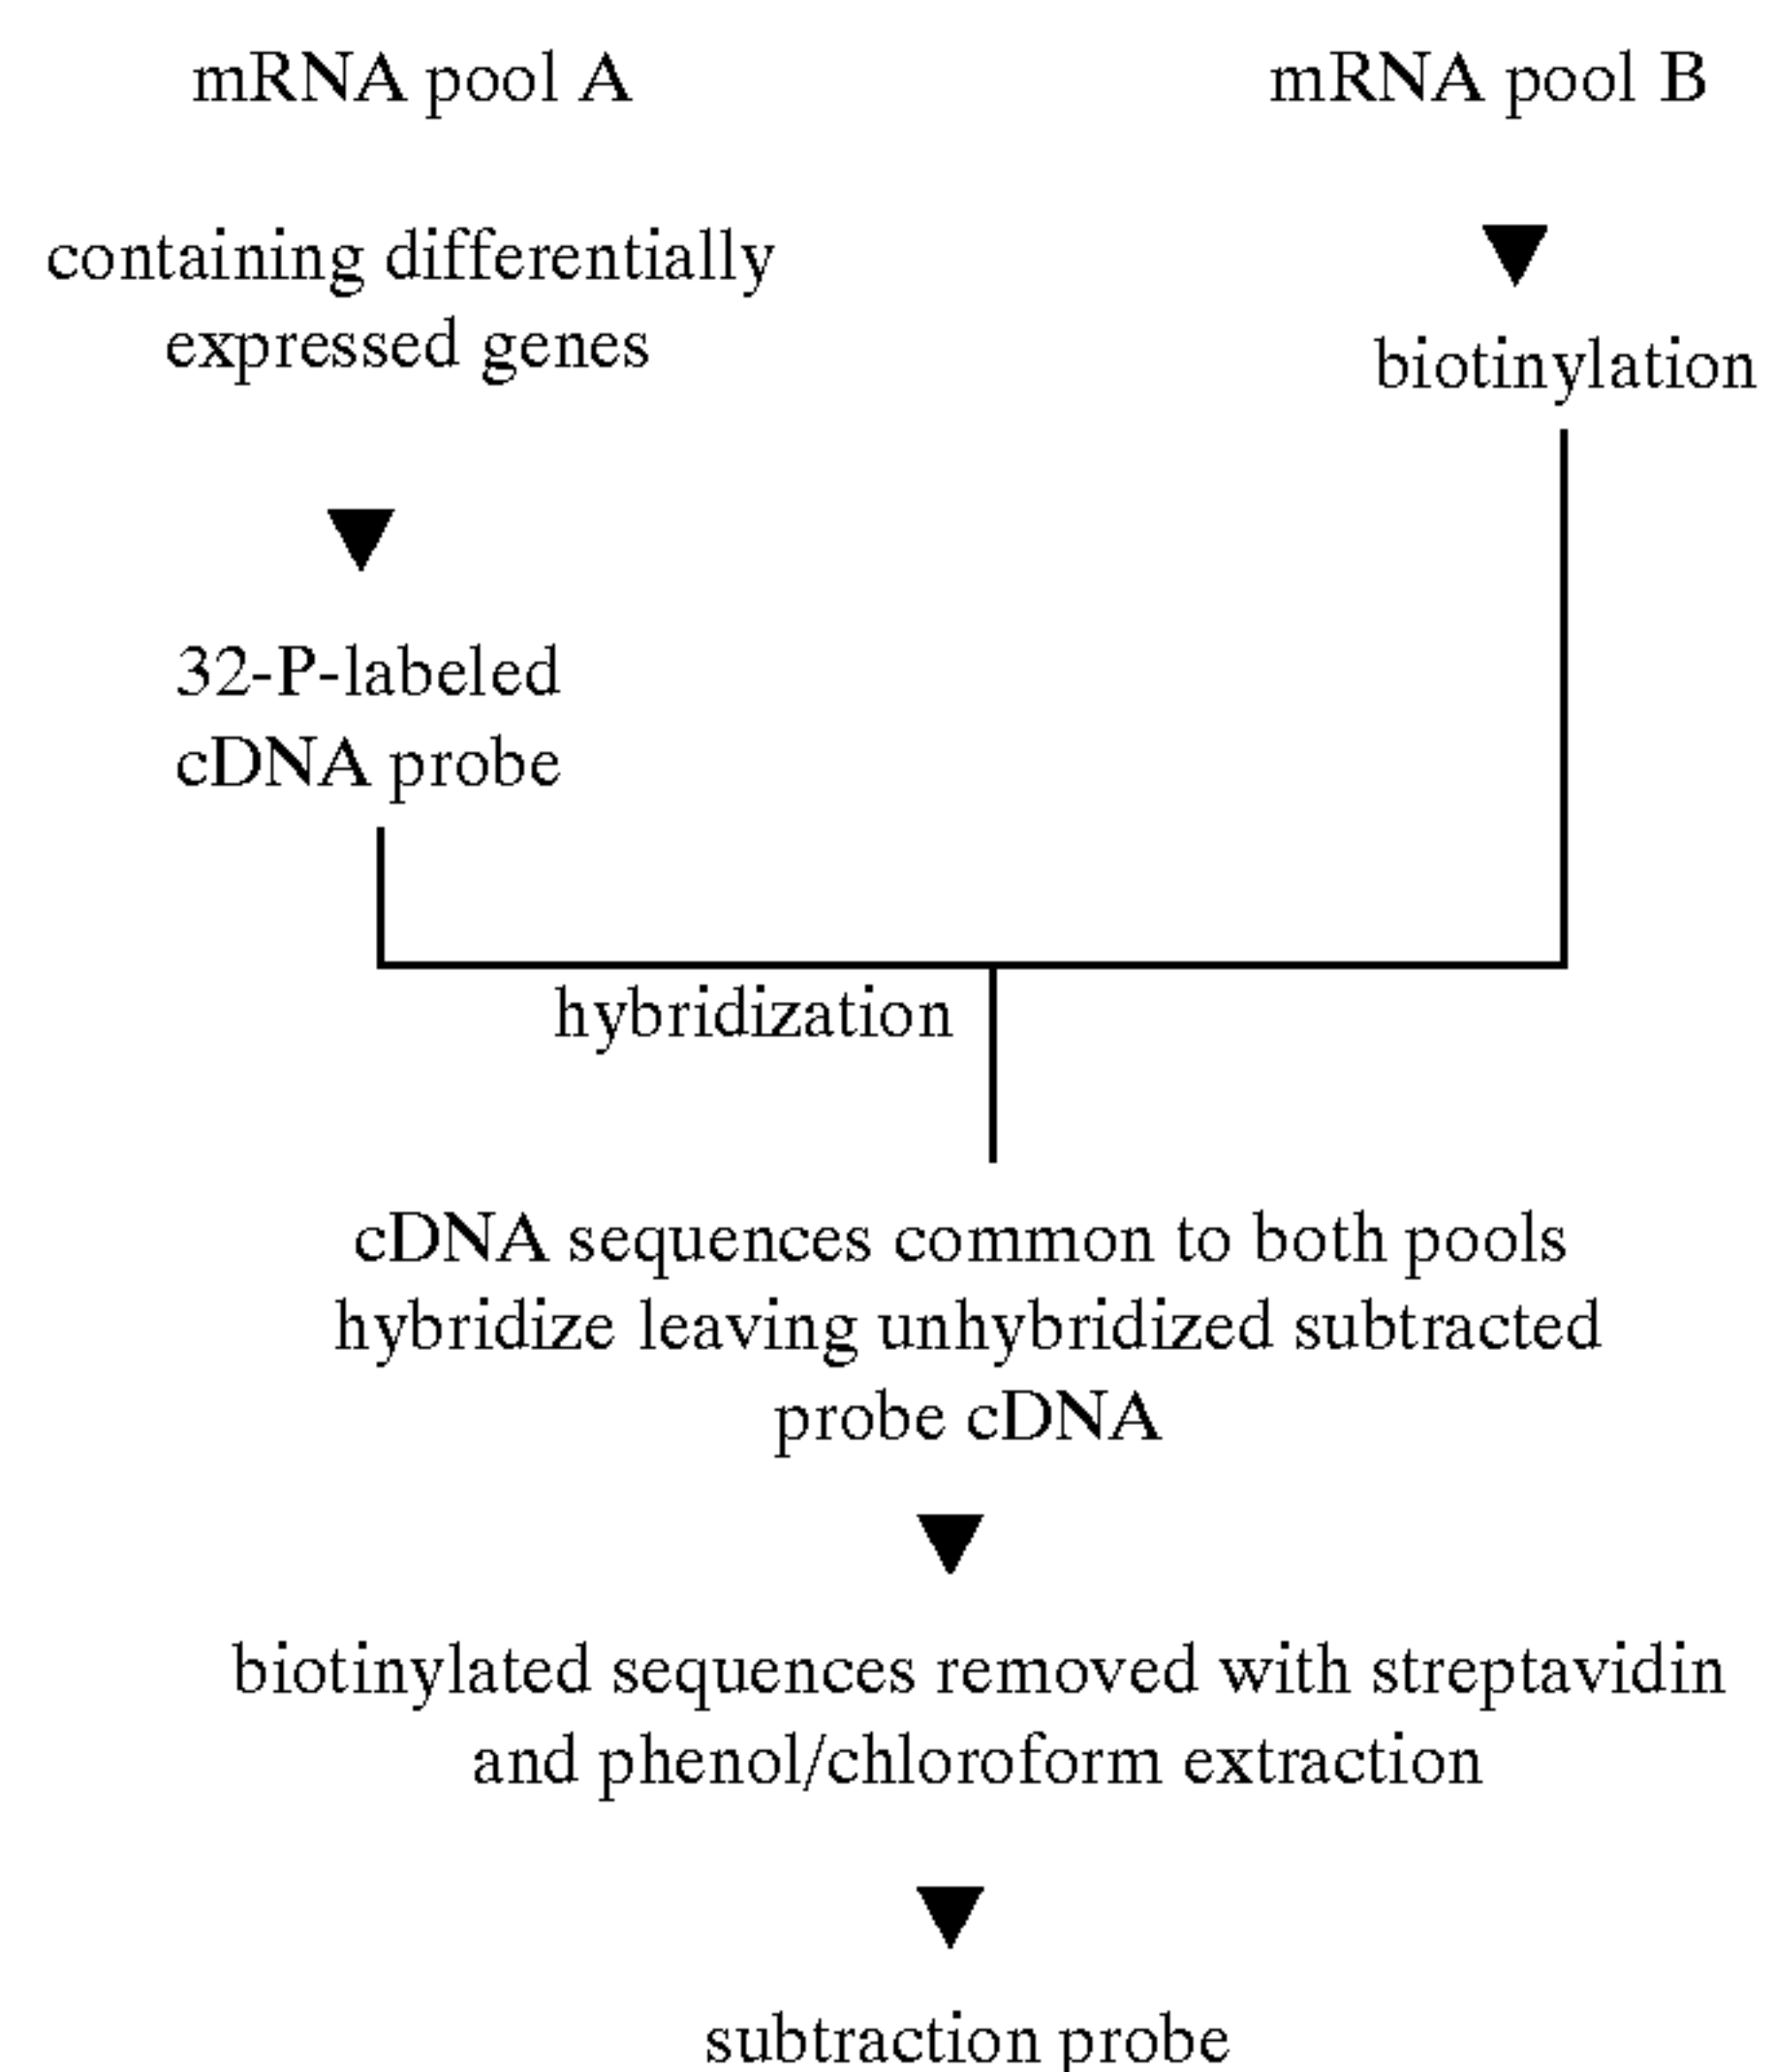 mRNA pool A
mRNA pool B
containing differentially
expressed genes
biotinylation
32-P-labeled
cDNA probe
hybridization
cDNA sequences common to both pools
hybridize leaving unhybridized subtracted
probe cDNA
biotinylated sequences removed with streptavidin
and phenol/chloroform extraction
subtraction probe